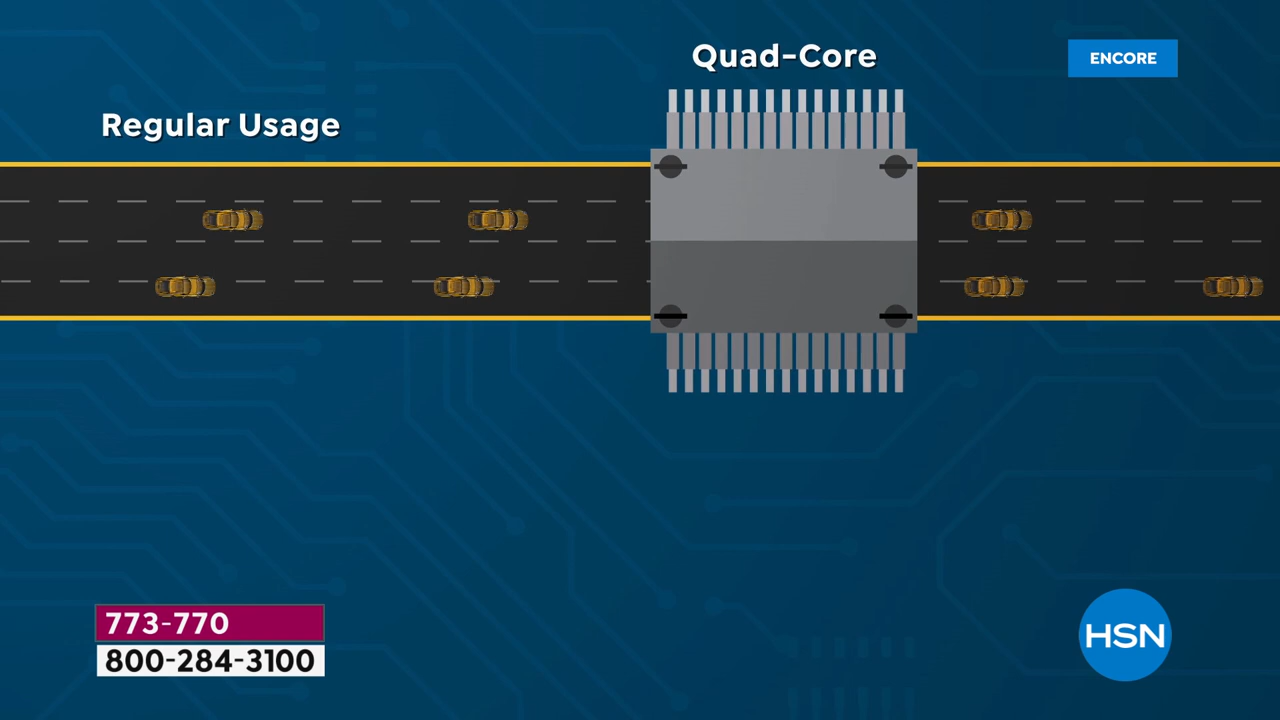 Quad-Core
ENCORE
Regular Usage
773-770
800-284-3100
HSN